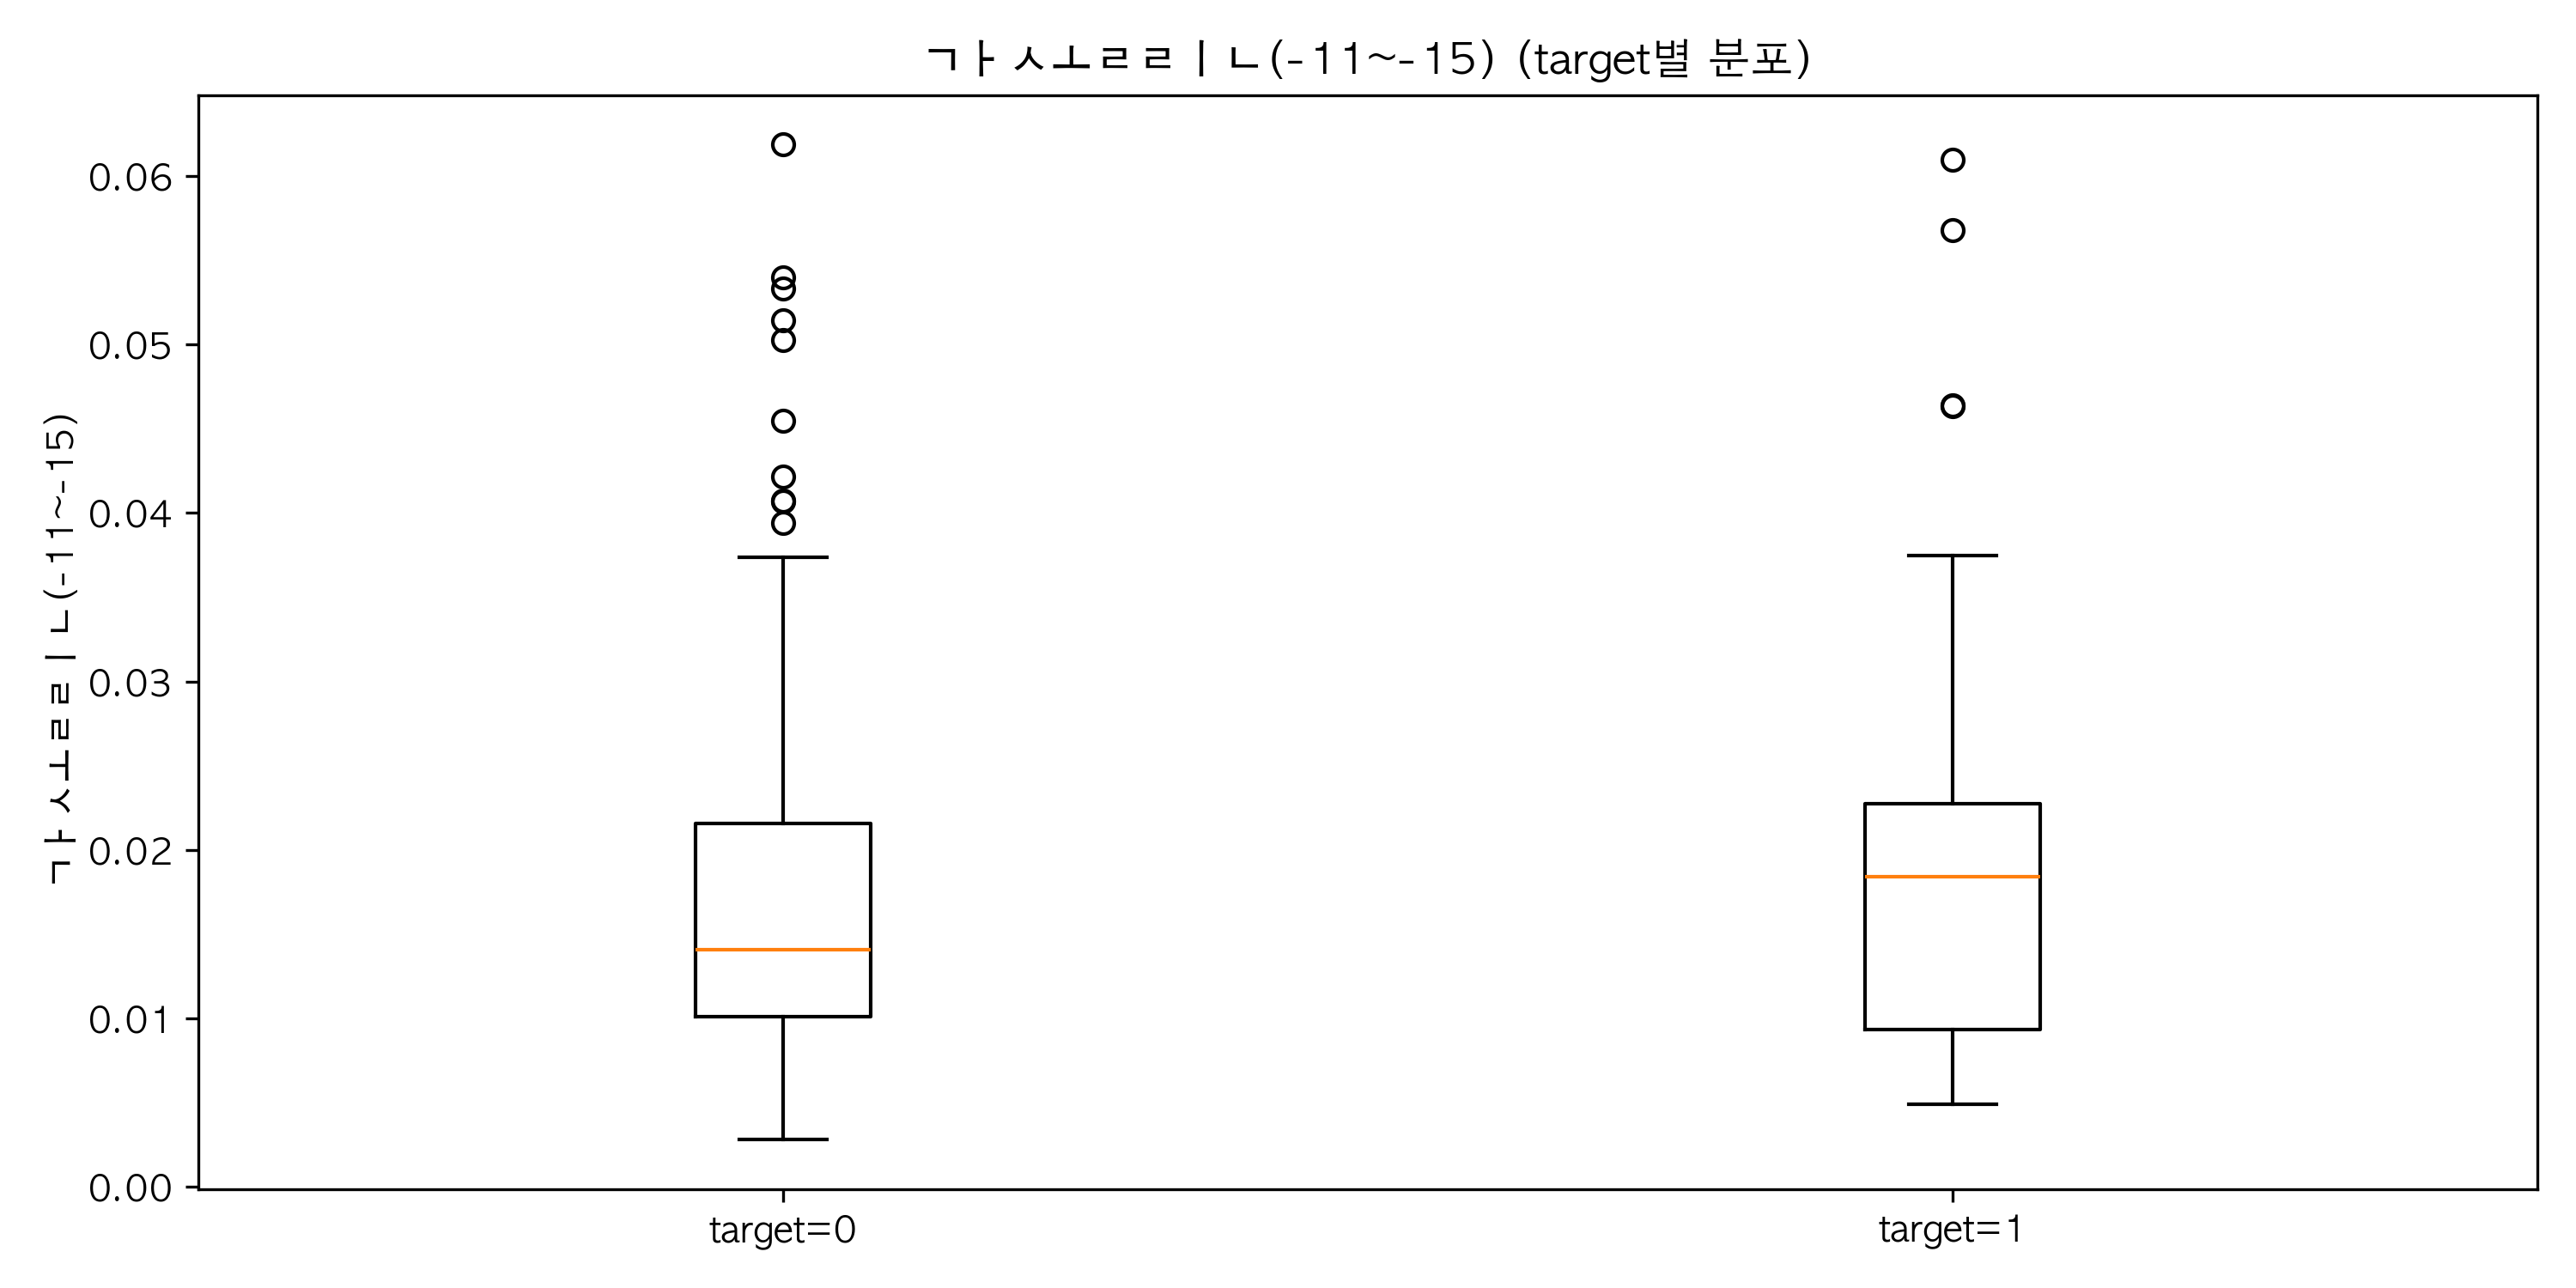 ㄱㅏㅅㅗㄹㄹㅣㄴ(-11~-15) (target별 분포)
ㄱㅏㅅㅗㄹㄹㅣㄴ(-11~-15)
0.06
0.05
0.04
0.03
0.02
0.01
0.00
target=0
target=1